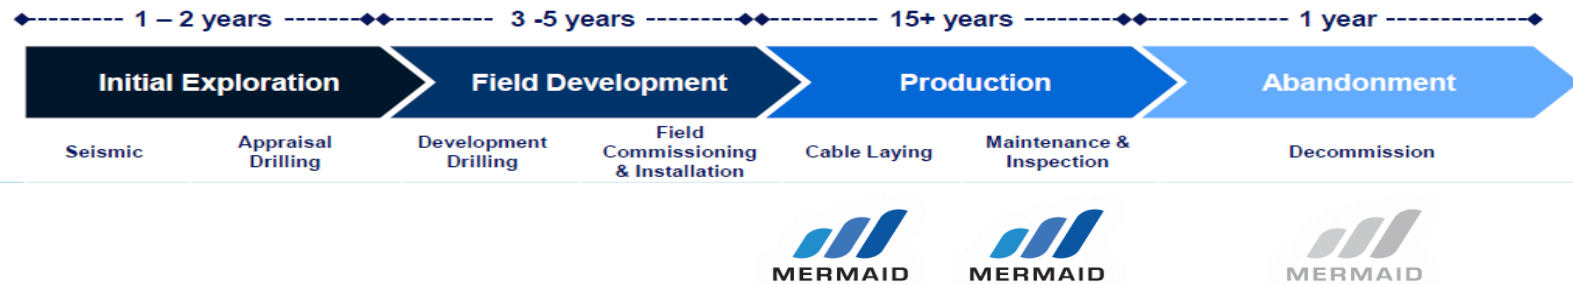 1 – 2 years
3 -5 years
15+ years
1 year
Initial Exploration
Field Development
Production
Abandonment
Seismic
Appraisal
Drilling
Development
Drilling
Field
Commissioning
& Installation
Cable Laying
Maintenance &
Inspection
Decommission
MERMAID
MERMAID
MERMAID